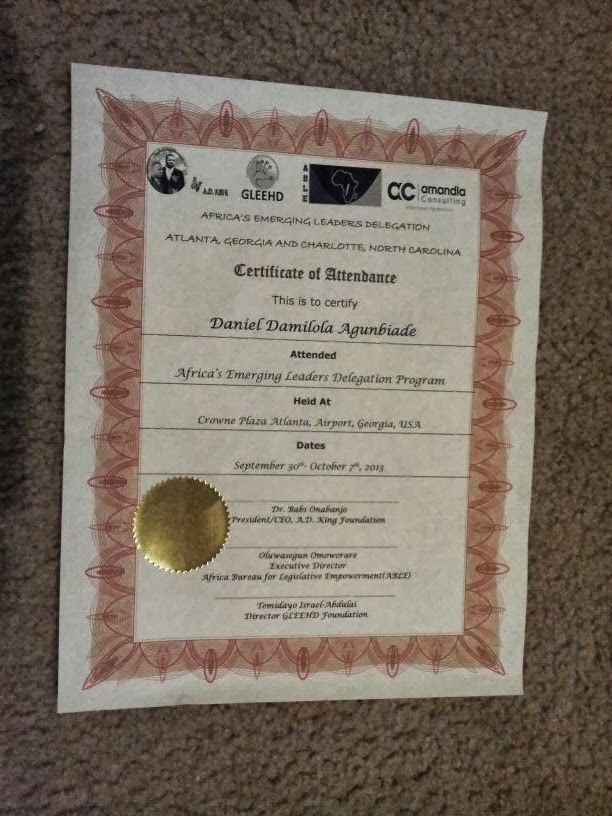 A.D. KING
GLEEHD
ABLE
amandla
Consulting
AFRICA'S EMERGING LEADERS DELEGATION
ATLANTA, GEORGIA AND CHARLOTTE, NORTH CAROLINA
Certificate of Attendance
This is to certify
Daniel Damilola Agunbiade
Attended
Africa's Emerging Leaders Delegation Program
Held At
Crowne Plaza Atlanta, Airport, Georgia, USA
Dates
September 30th- October 7th, 2013
Dr. Babs Onabanjo
President/CEO, A.D. King Foundation
Oluwasegun Omoworare
Executive Director
Africa Bureau for Legislative Empowerment(ABLE)
Temidayo Israel-Abdulai
Director GLEEHD Foundation